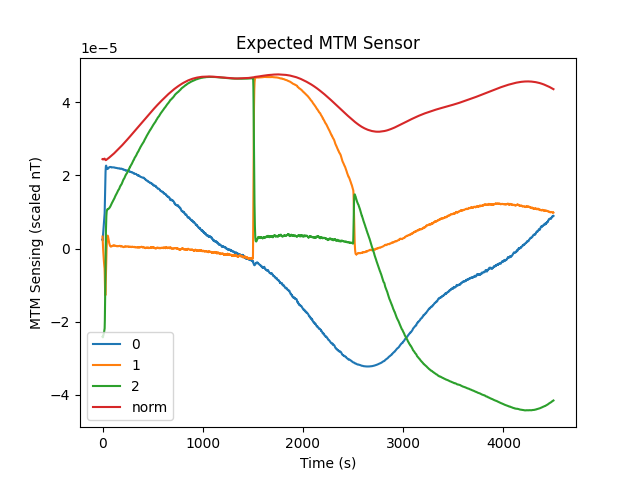 Expected MTM Sensor
1e−5
MTM Sensing (scaled nT)
4
2
0
−2
−4
0
1
2
norm
0
1000
2000
3000
4000
Time (s)